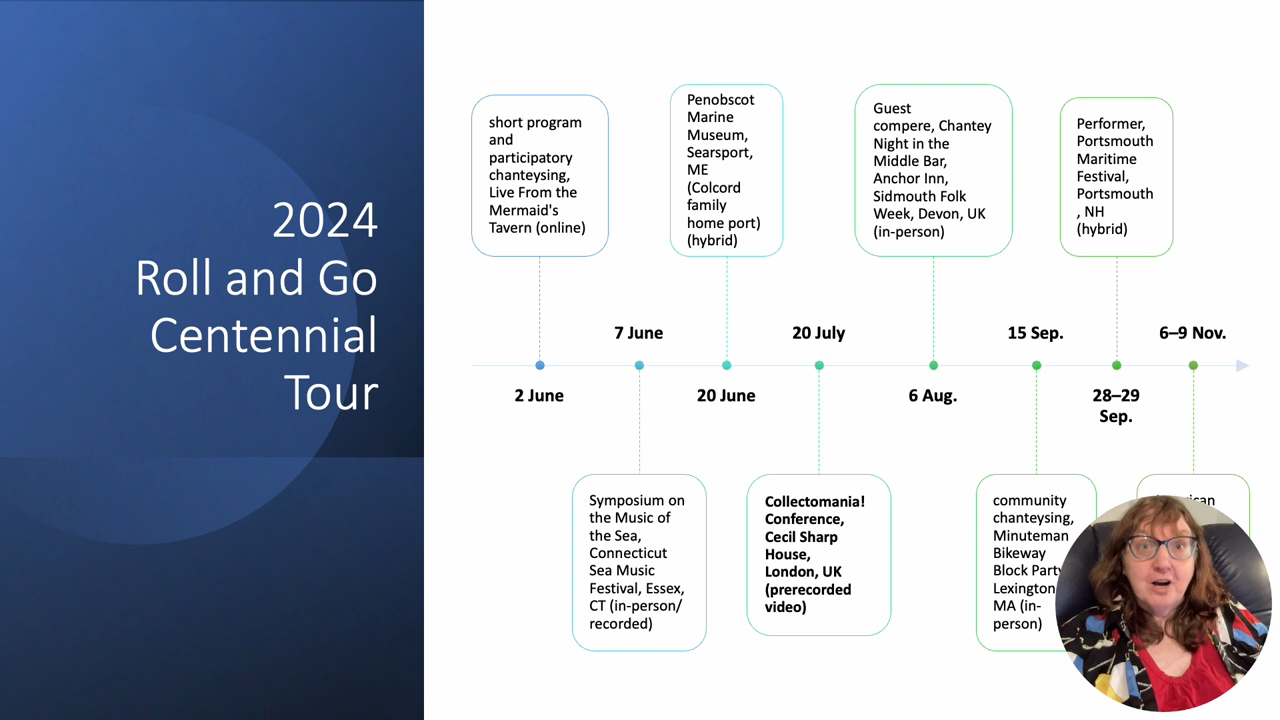 2024
Roll and Go
Centennial
Tour
short program
and
participatory
chanteysing,
Live From the
Mermaid's
Tavern (online)
Penobscot
Marine
Museum,
Searsport,
ME
(Colcord
family
home port)
(hybrid)
Guest
compere, Chantey
Night in the
Middle Bar,
Anchor Inn,
Sidmouth Folk
Week, Devon, UK
(in-person)
Performer,
Portsmouth
Maritime
Festival,
Portsmouth
, NH
(hybrid)
7 June
20 July
15 Sep.
6–9 Nov.
2 June
20 June
6 Aug.
28–29
Sep.
Symposium on
the Music of
the Sea,
Connecticut
Sea Music
Festival, Essex,
CT (in-person/
recorded)
Collectomania!
Conference,
Cecil Sharp
House,
London, UK
(prerecorded
video)
community
chanteysing,
Minuteman
Bikeway
Block Party
Lexington
MA (in-
person)